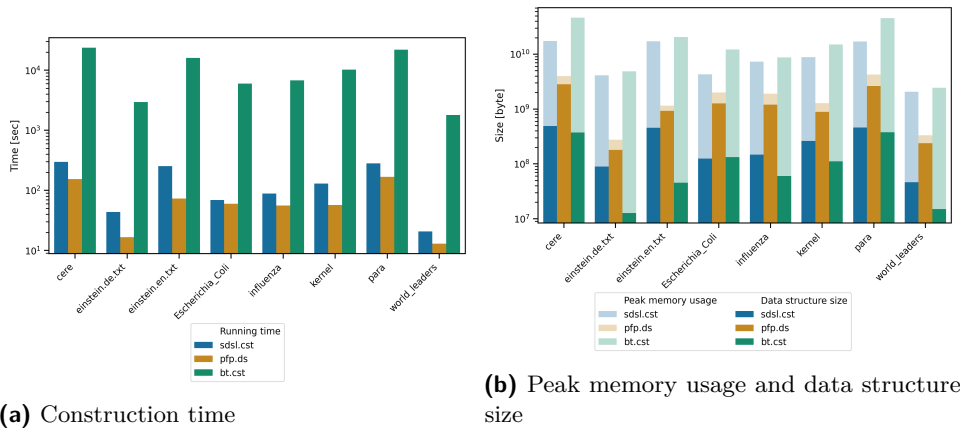 Time [sec]
10⁴
10³
10²
10¹
cere
einstein.de.txt
einstein.en.txt
Escherichia_Coli
influenza
kernel
para
world_leaders
Running time
sdsl.cst
pfp.ds
bt.cst
(a) Construction time
Size [byte]
10¹⁰
10⁹
10⁸
10⁷
cere
einstein.de.txt
einstein.en.txt
Escherichia_Coli
influenza
kernel
para
world_leaders
Peak memory usage
sdsl.cst
pfp.ds
bt.cst
Data structure size
sdsl.cst
pfp.ds
bt.cst
(b) Peak memory usage and data structure
size